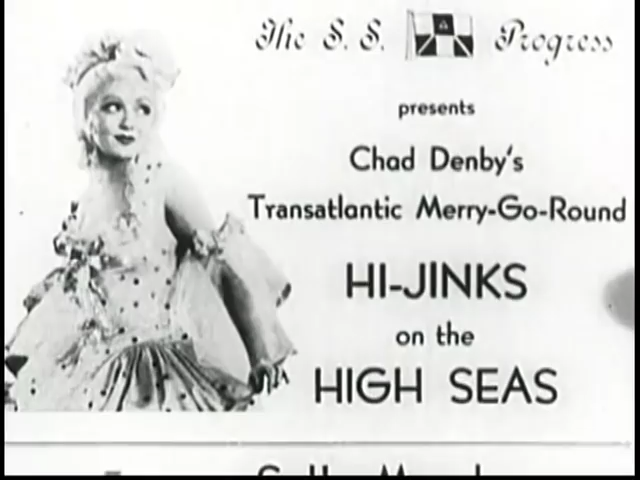 The S. S. Progress
presents
Chad Denby's
Transatlantic Merry-Go-Round
HI-JINKS
on the
HIGH SEAS